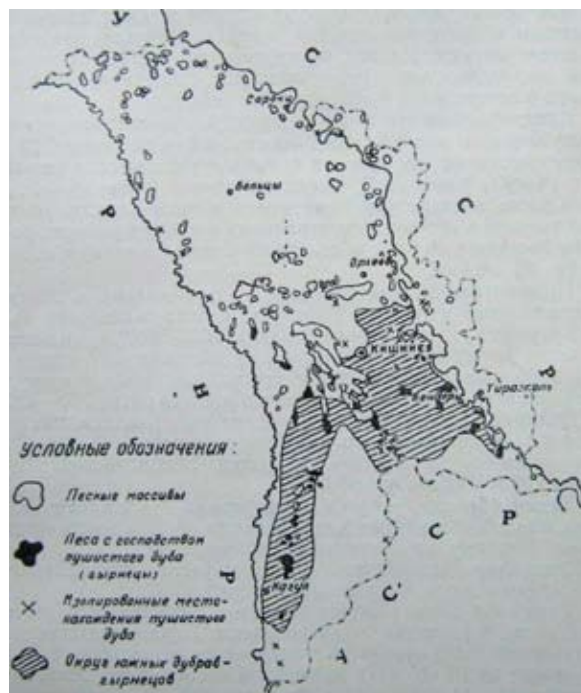 У
С
Сороки
С
Бельцы
Р
Оргеев
Р
Кишинев
Бендеры
Тирасполь
Н
Условные обозначения:
Лесные массивы
С
Р
Леса с господством
пушистого дуба
(гырнецы)
Р
Кагул
С
Изолированные место-
нахождения пушистого
дуба
У
Округ южных дубрав-
гырнецов